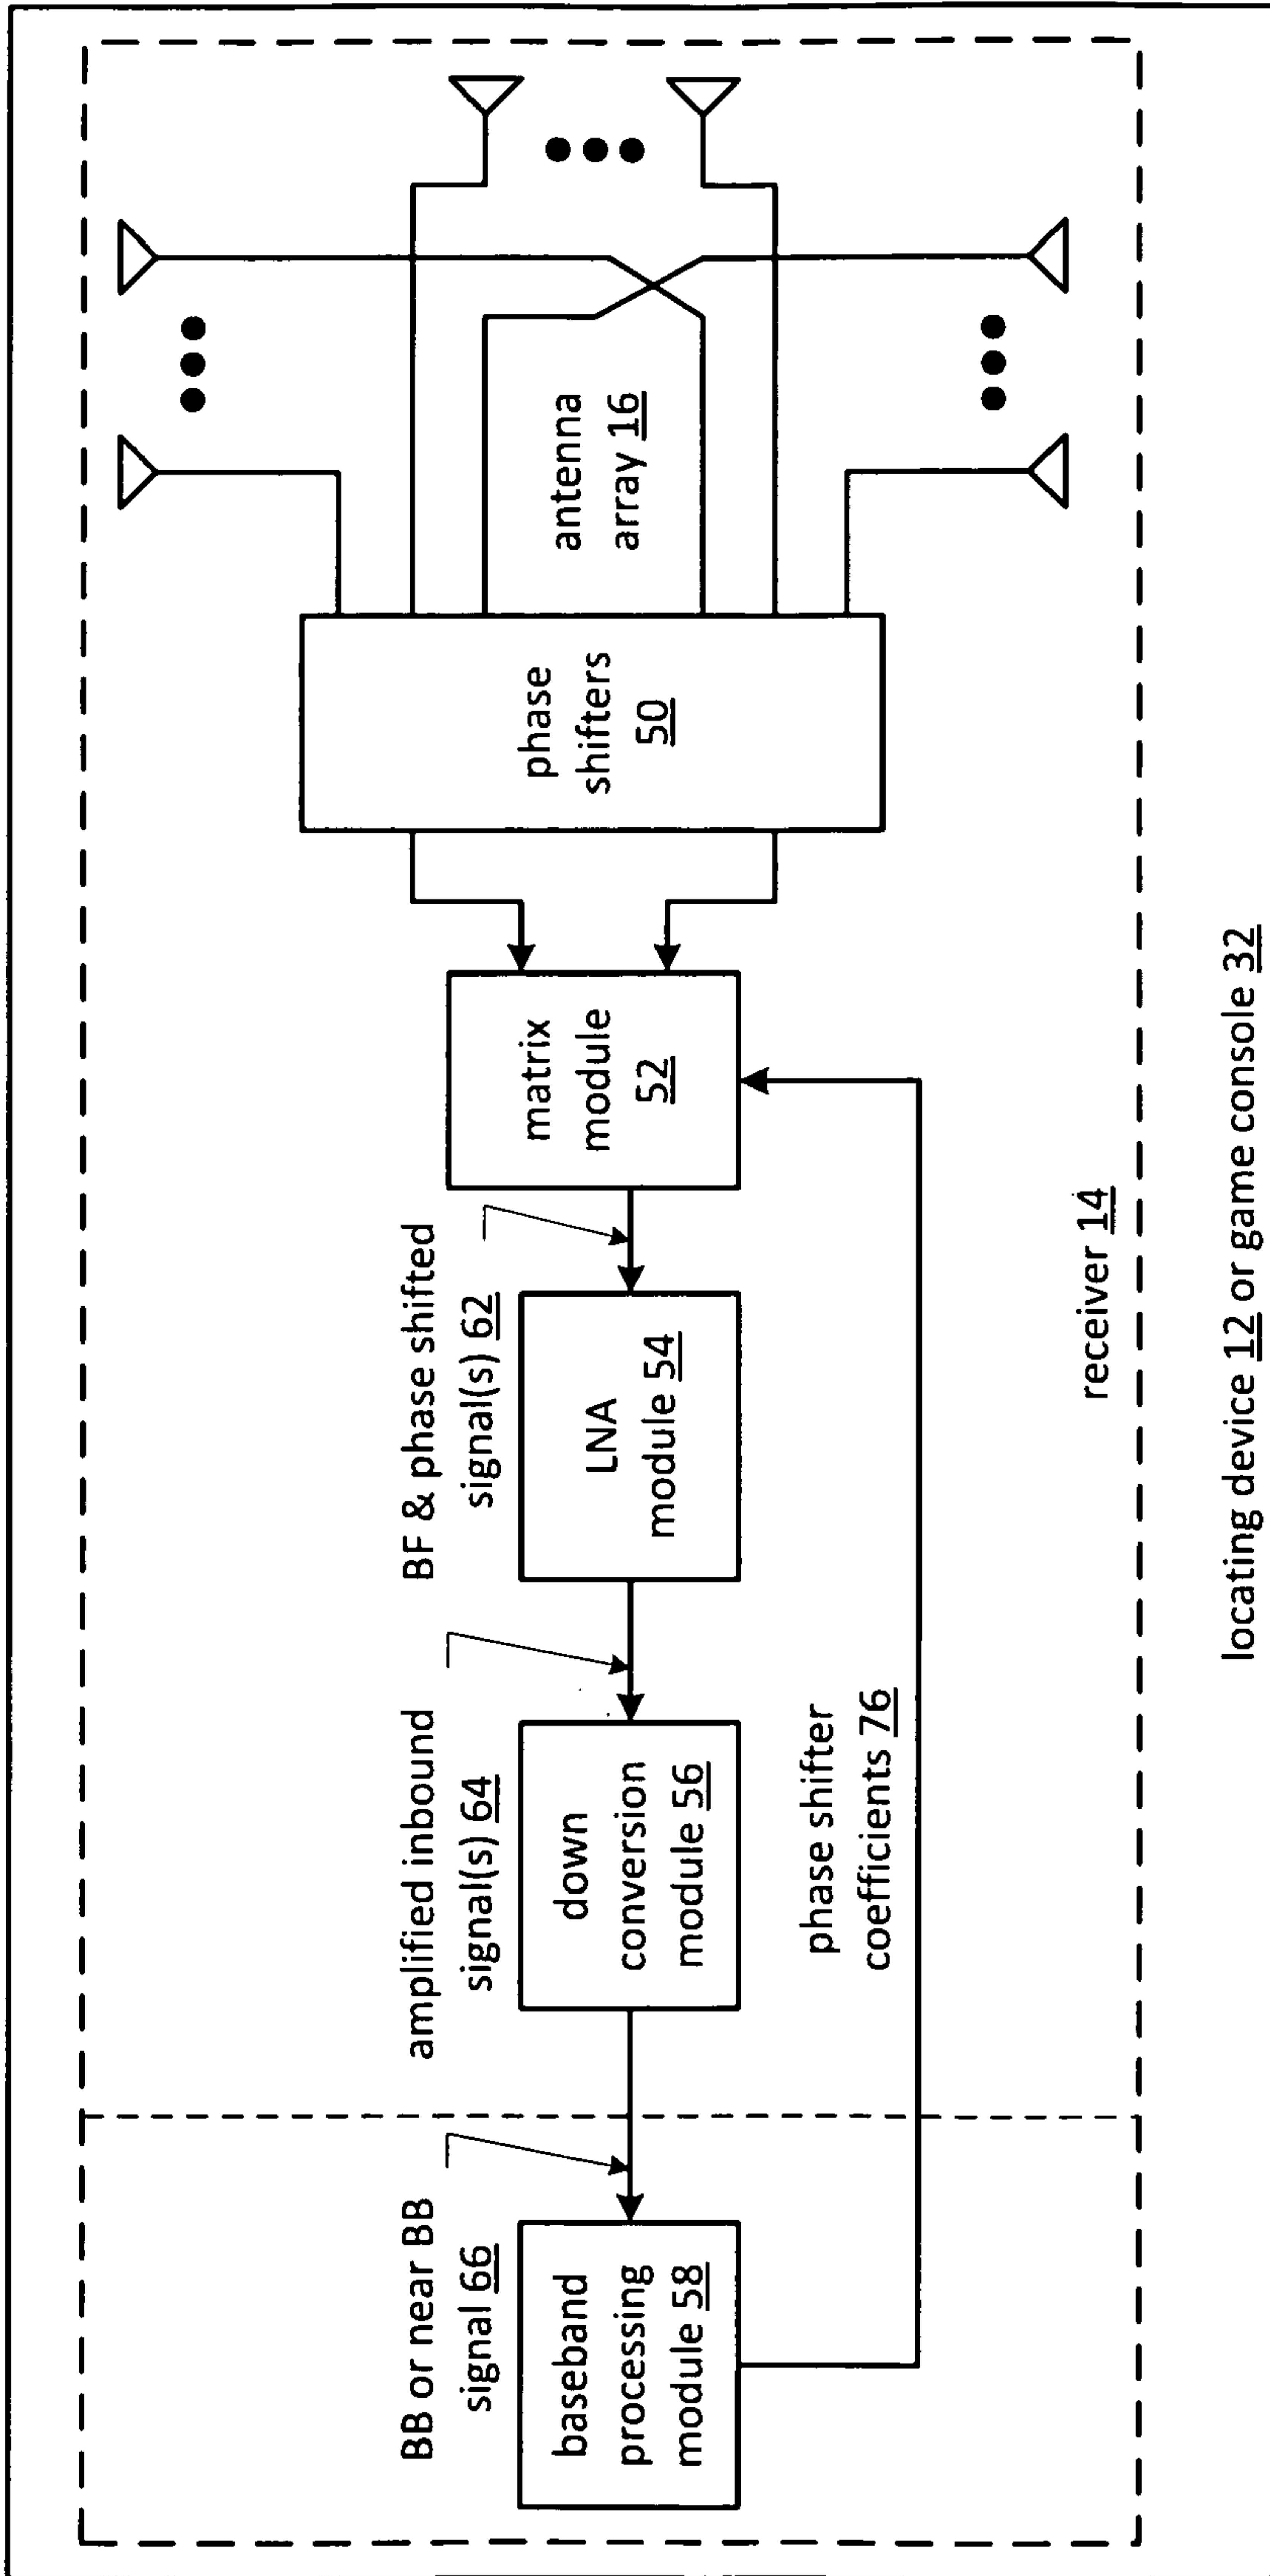 BB or near BB
signal 66
baseband
processing
module 58
amplified inbound
signal(s) 64
down
conversion
module 56
phase shifter
coefficients 76
BF & phase shifted
signal(s) 62
LNA
module 54
matrix
module
52
phase
shifters
50
antenna
array 16
receiver 14
locating device 12 or game console 32